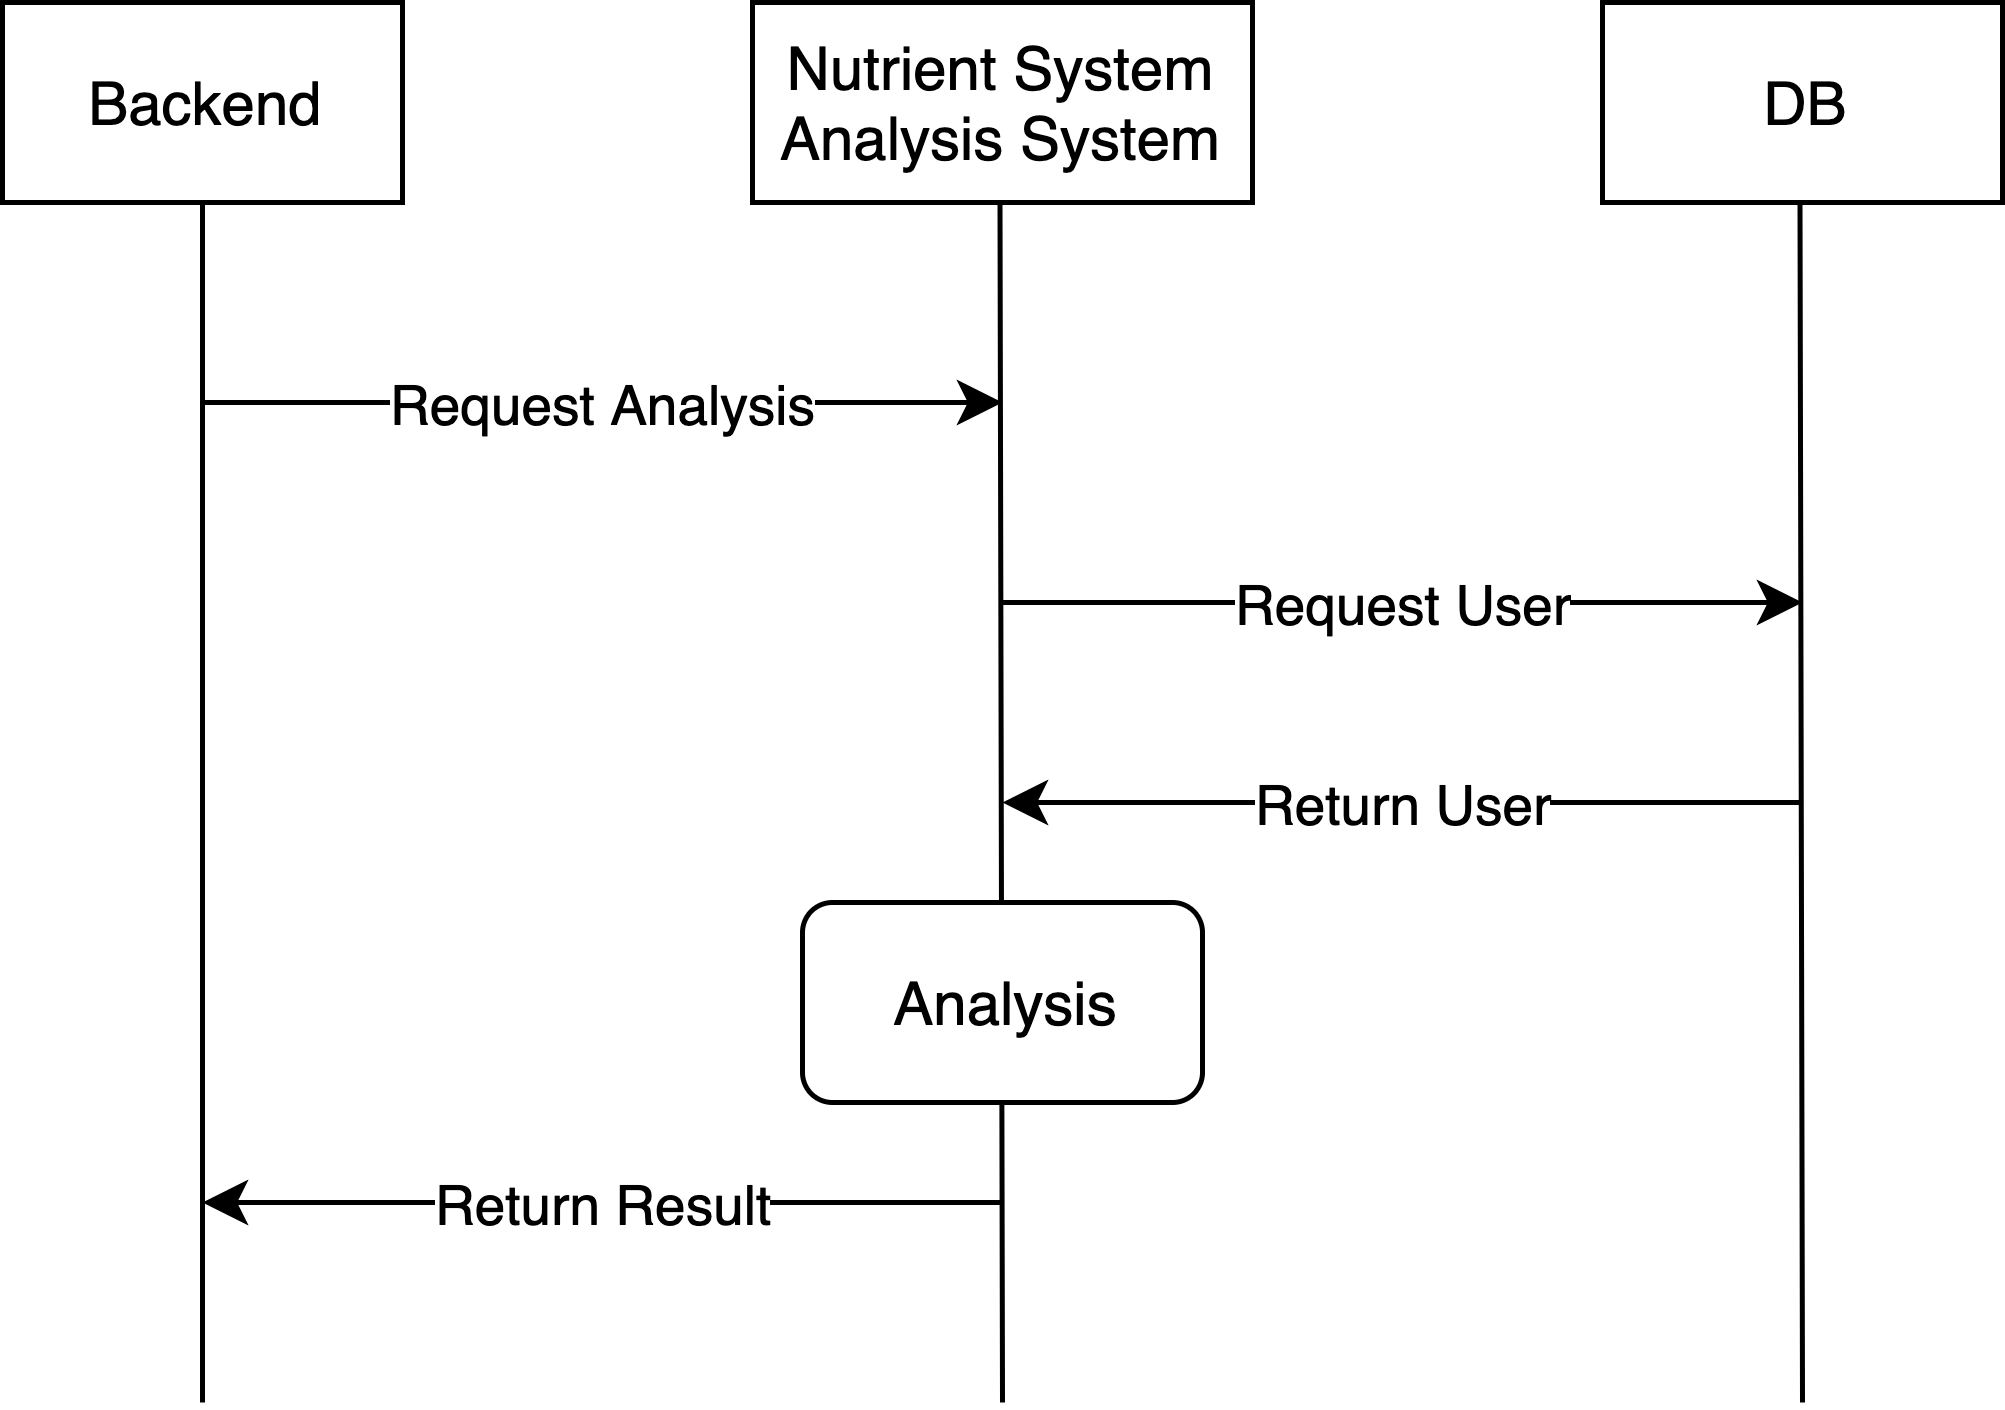 Backend
Nutrient System
Analysis System
DB
Request Analysis
Request User
Return User
Analysis
Return Result